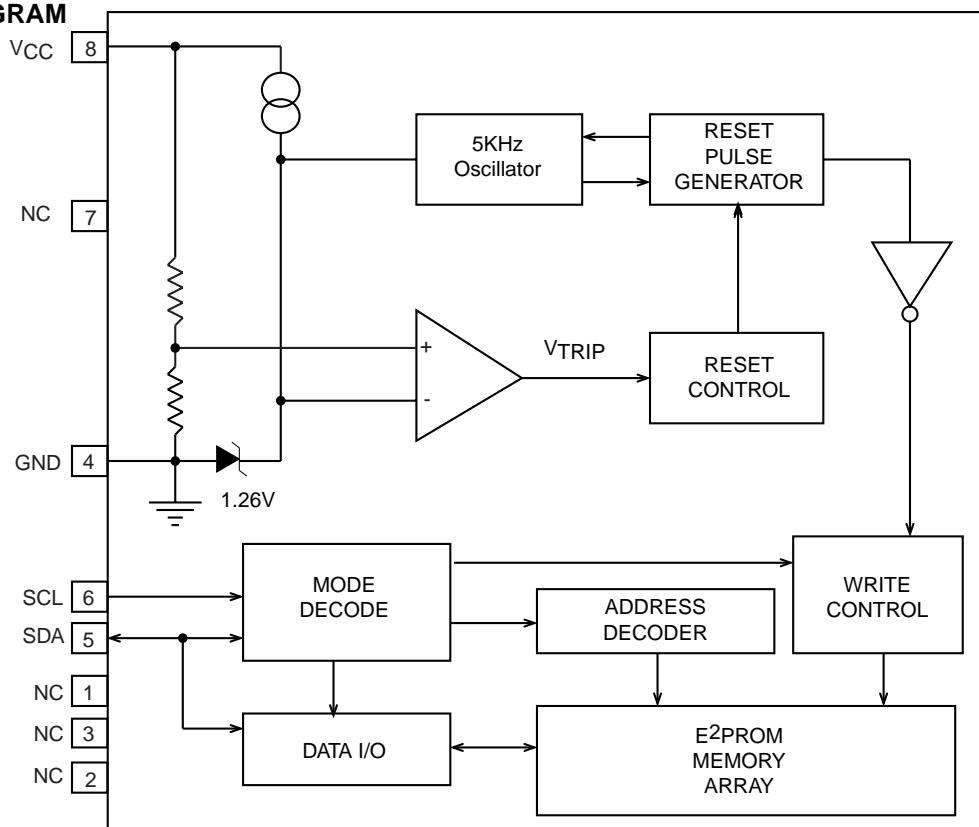 GRAM
VCC 8
NC 7
GND 4
1.26V
5KHz
Oscillator
RESET
PULSE
GENERATOR
+
-
VTRIP
RESET
CONTROL
SCL 6
SDA 5
NC 1
NC 3
NC 2
MODE
DECODE
ADDRESS
DECODER
WRITE
CONTROL
DATA I/O
E2PROM
MEMORY
ARRAY